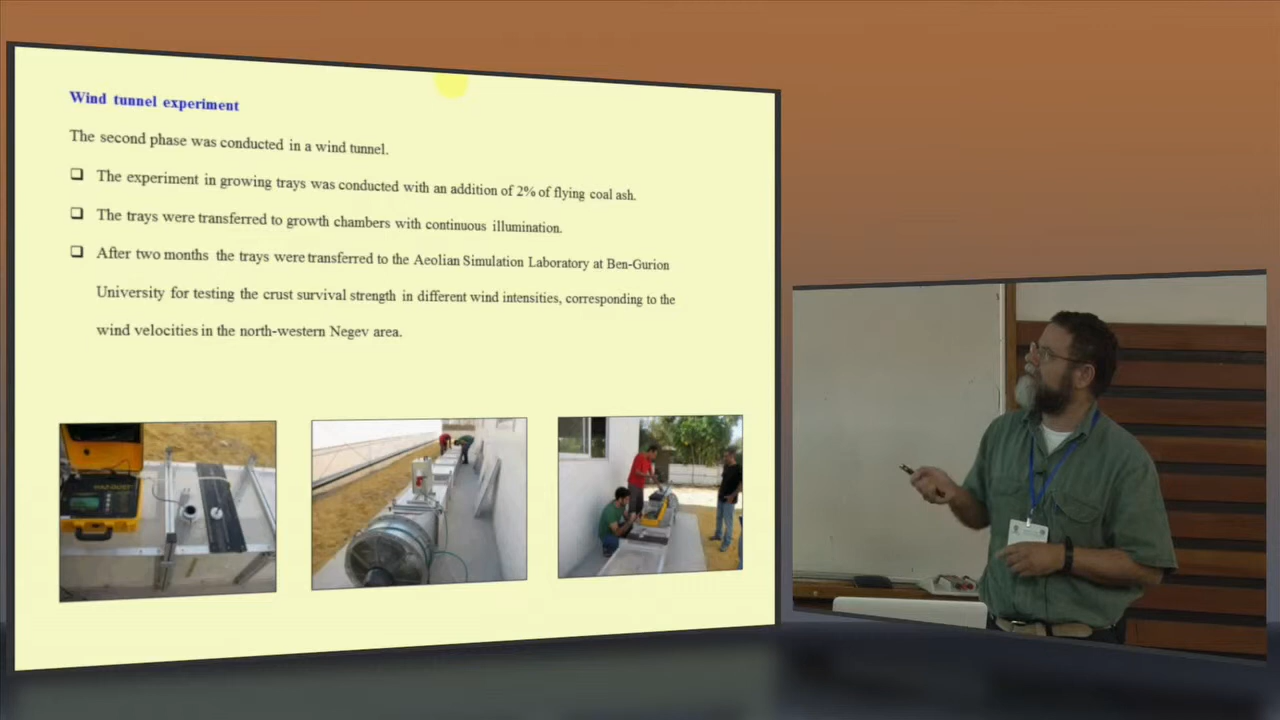 Wind tunnel experiment
The second phase was conducted in a wind tunnel.
❑ The experiment in growing trays was conducted with an addition of 2% of flying coal ash.
❑ The trays were transferred to growth chambers with continuous illumination.
❑ After two months the trays were transferred to the Aeolian Simulation Laboratory at Ben-Gurion
University for testing the crust survival strength in different wind intensities, corresponding to the
wind velocities in the north-western Negev area.